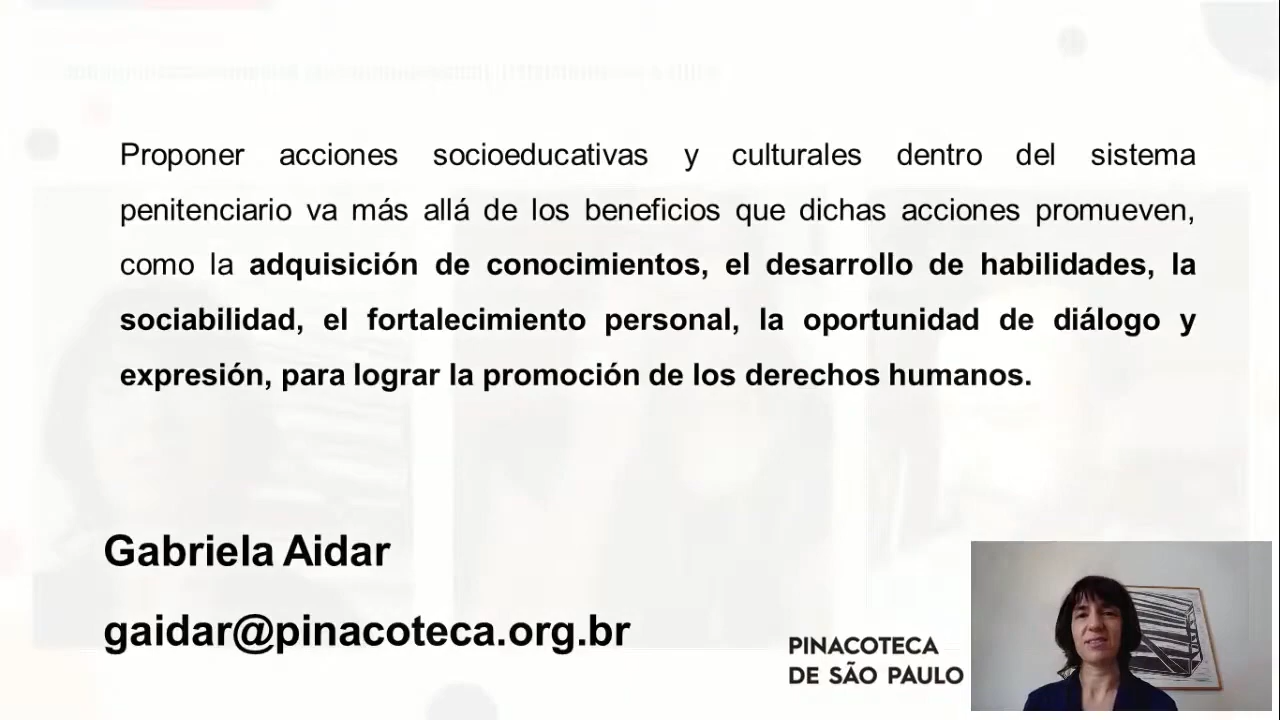 Proponer acciones socioeducativas y culturales dentro del sistema
penitenciario va más allá de los beneficios que dichas acciones promueven,
como la adquisición de conocimientos, el desarrollo de habilidades, la
sociabilidad, el fortalecimiento personal, la oportunidad de diálogo y
expresión, para lograr la promoción de los derechos humanos.
Gabriela Aidar
gaidar@pinacoteca.org.br
PINACOTECA
DE SÃO PAULO